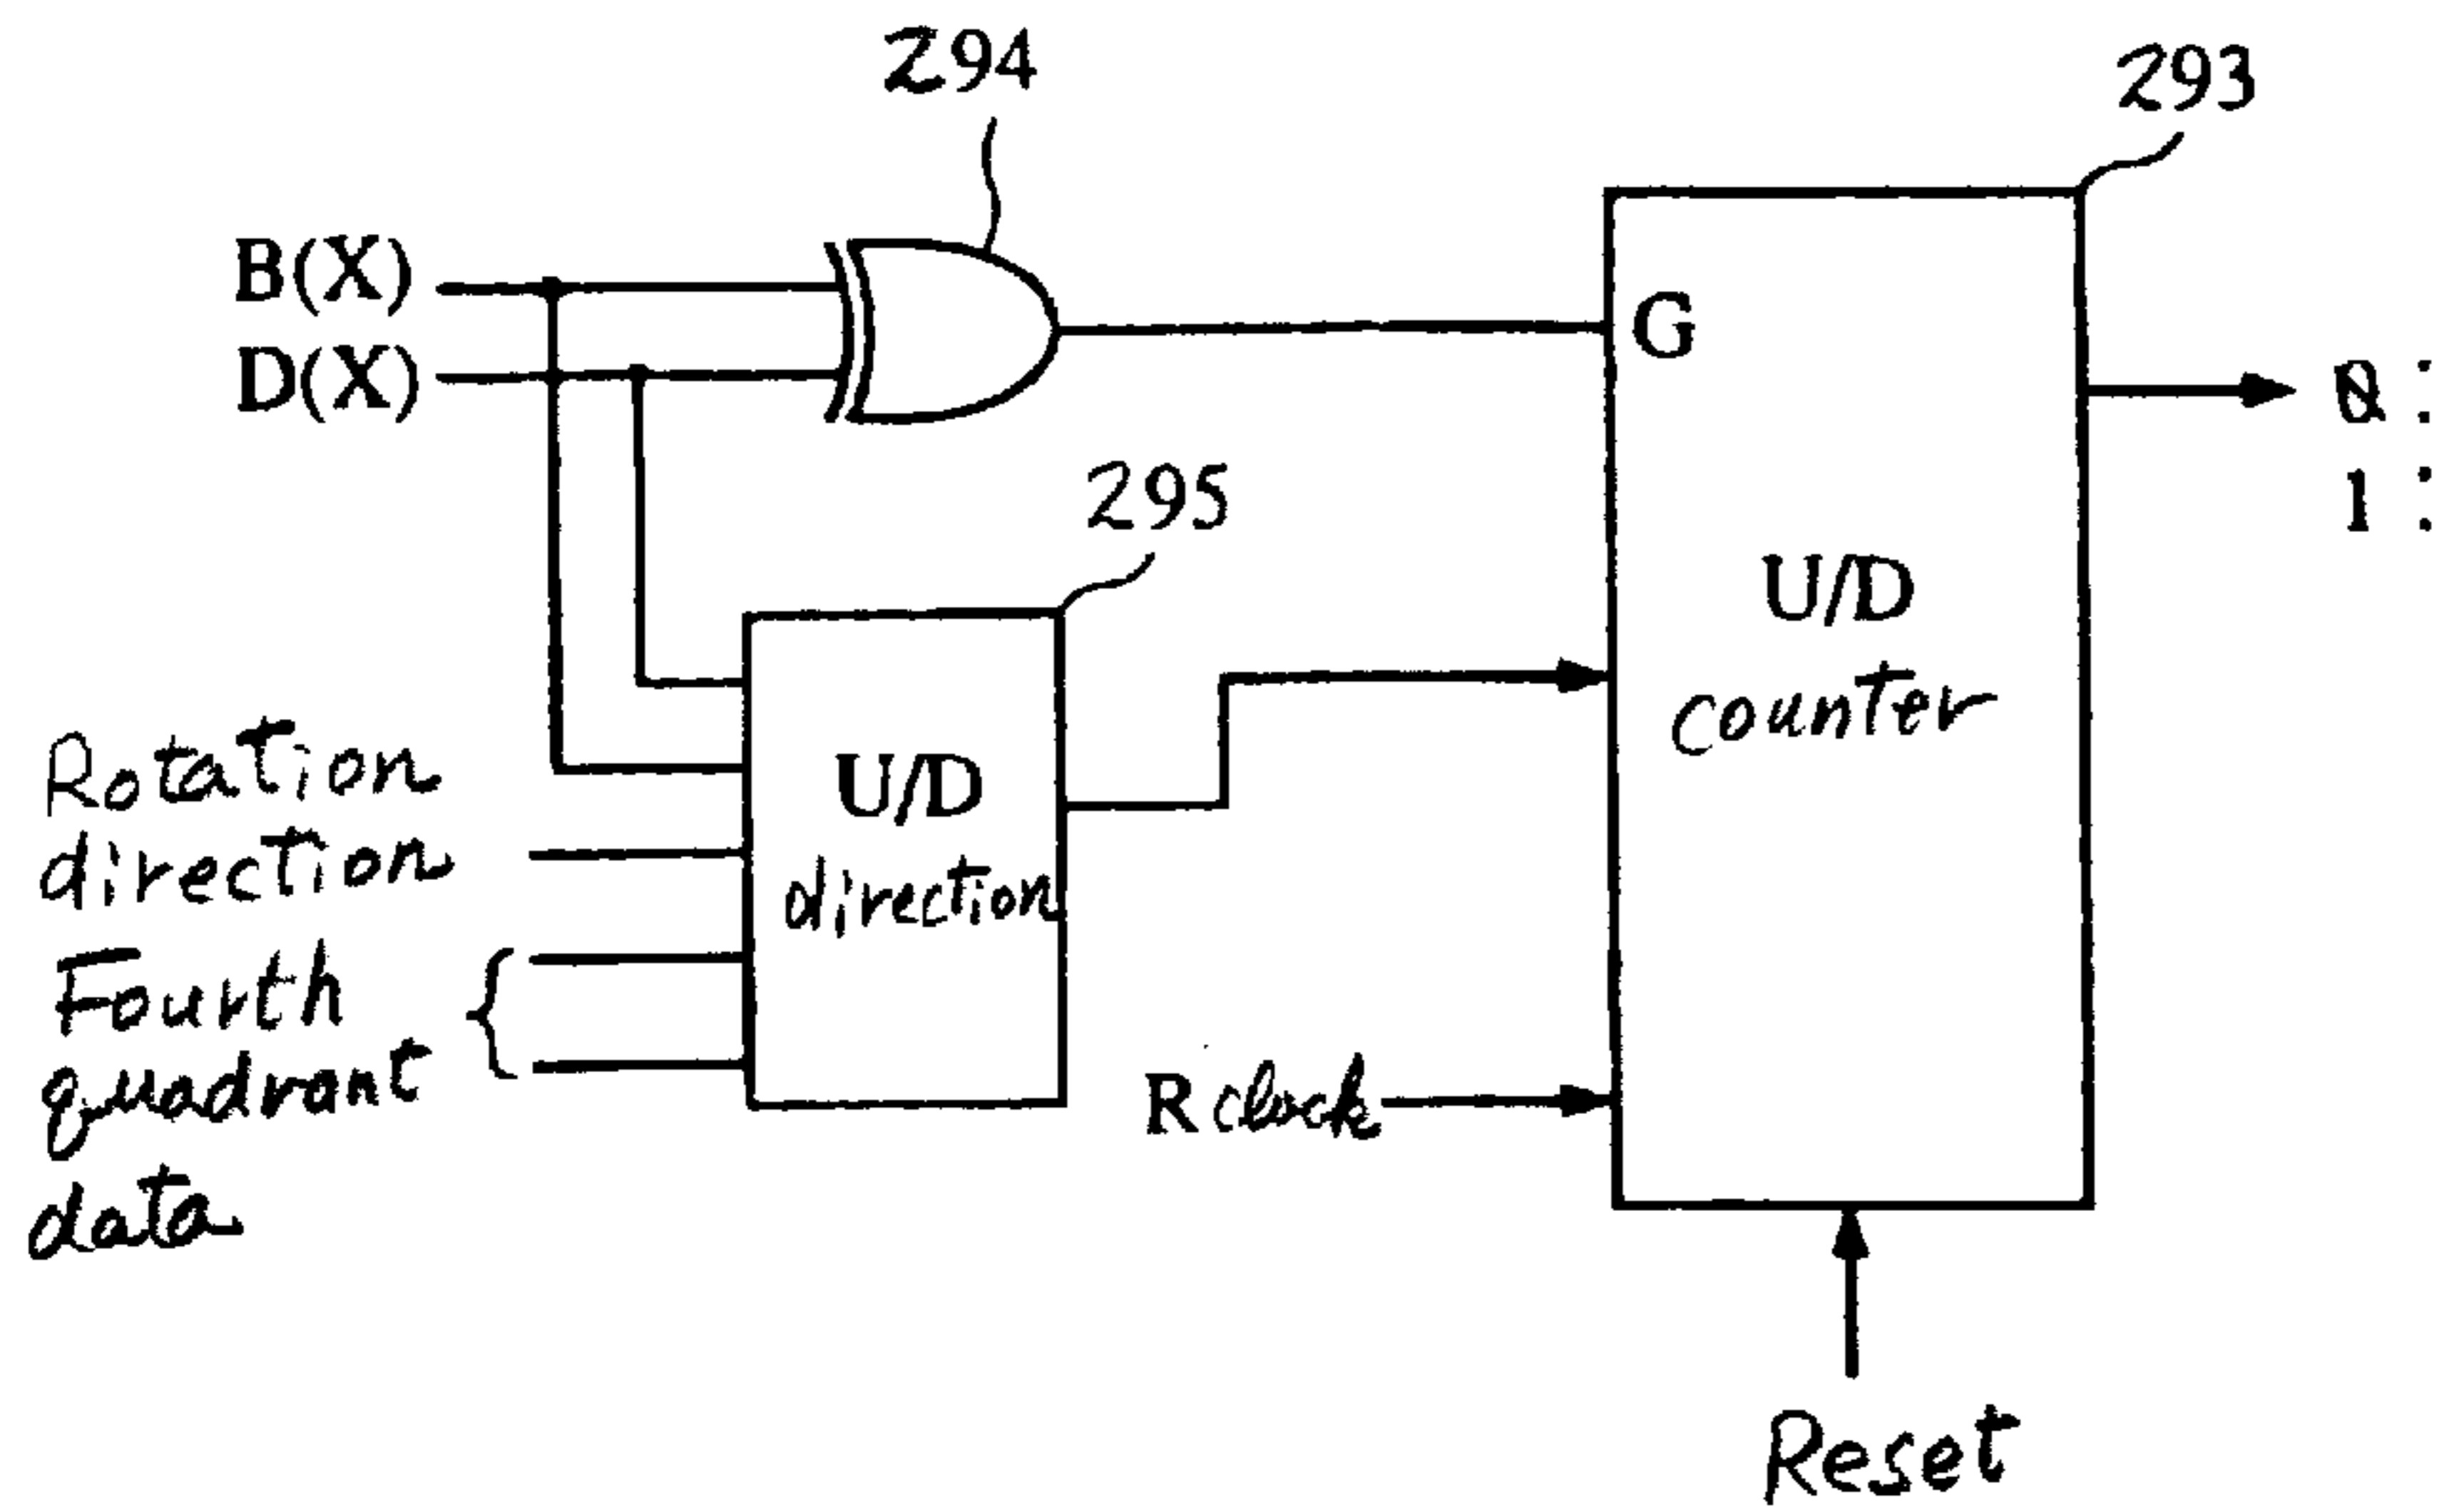 294
293
B(X)
D(X)
G
0 :
1 :
295
U/D
counter
Rotation
direction
U/D
direction
Fourth
quadrant
data
R clock
Reset